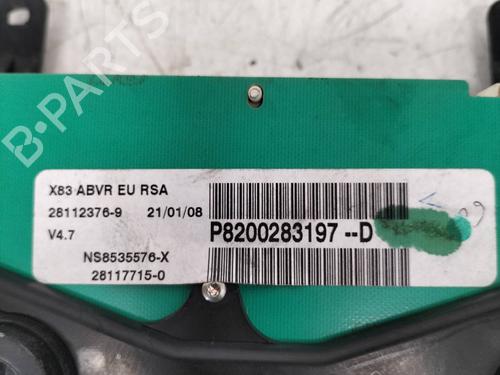 B-PARTS
X83 ABVR EU RSA
28112376-9 21/01/08
V4.7
P8200283197 --D
NS8535576-X
28117715-0